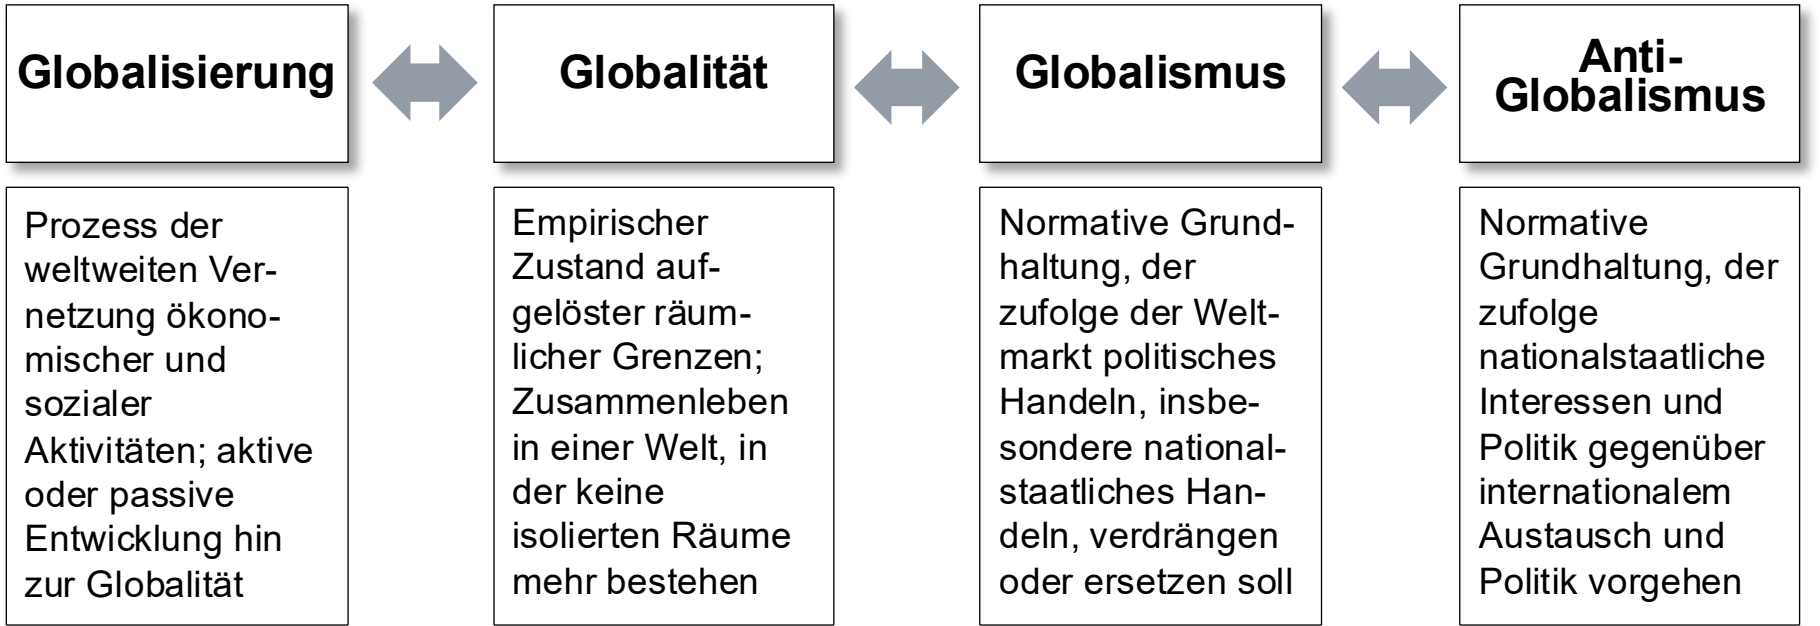 Globalisierung
Globalität
Globalismus
Anti-
Globalismus
Prozess der
weltweiten Ver-
netzung ökono-
mischer und
sozialer
Aktivitäten; aktive
oder passive
Entwicklung hin
zur Globalität
Empirischer
Zustand auf-
gelöster räum-
licher Grenzen;
Zusammenleben
in einer Welt, in
der keine
isolierten Räume
mehr bestehen
Normative Grund-
haltung, der
zufolge der Welt-
markt politisches
Handeln, insbe-
sondere national-
staatliches Han-
deln, verdrängen
oder ersetzen soll
Normative
Grundhaltung, der
zufolge
nationalstaatliche
Interessen und
Politik gegenüber
internationalem
Austausch und
Politik vorgehen